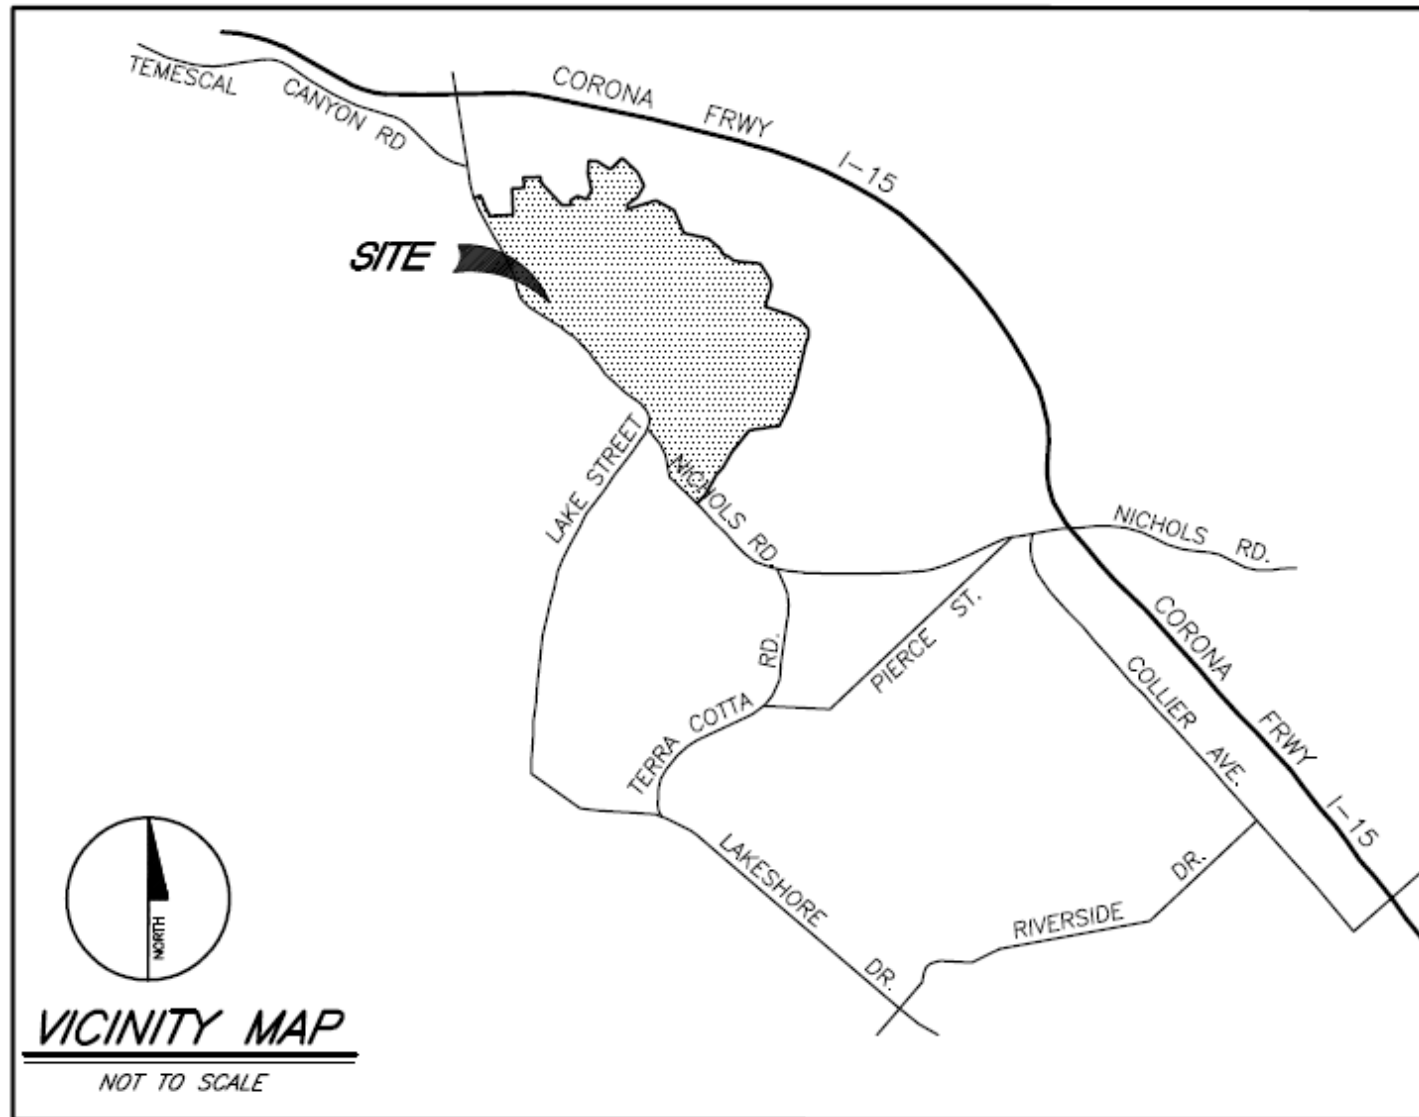 TEMESCAL CANYON RD
CORONA FRWY I-15
SITE
LAKE STREET
NICHOLS RD.
NICHOLS RD.
PIERCE ST.
TERRA COTTA RD.
CORONA FRWY I-15
COLLIER AVE.
LAKESHORE DR.
RIVERSIDE DR.
NORTH
VICINITY MAP
NOT TO SCALE